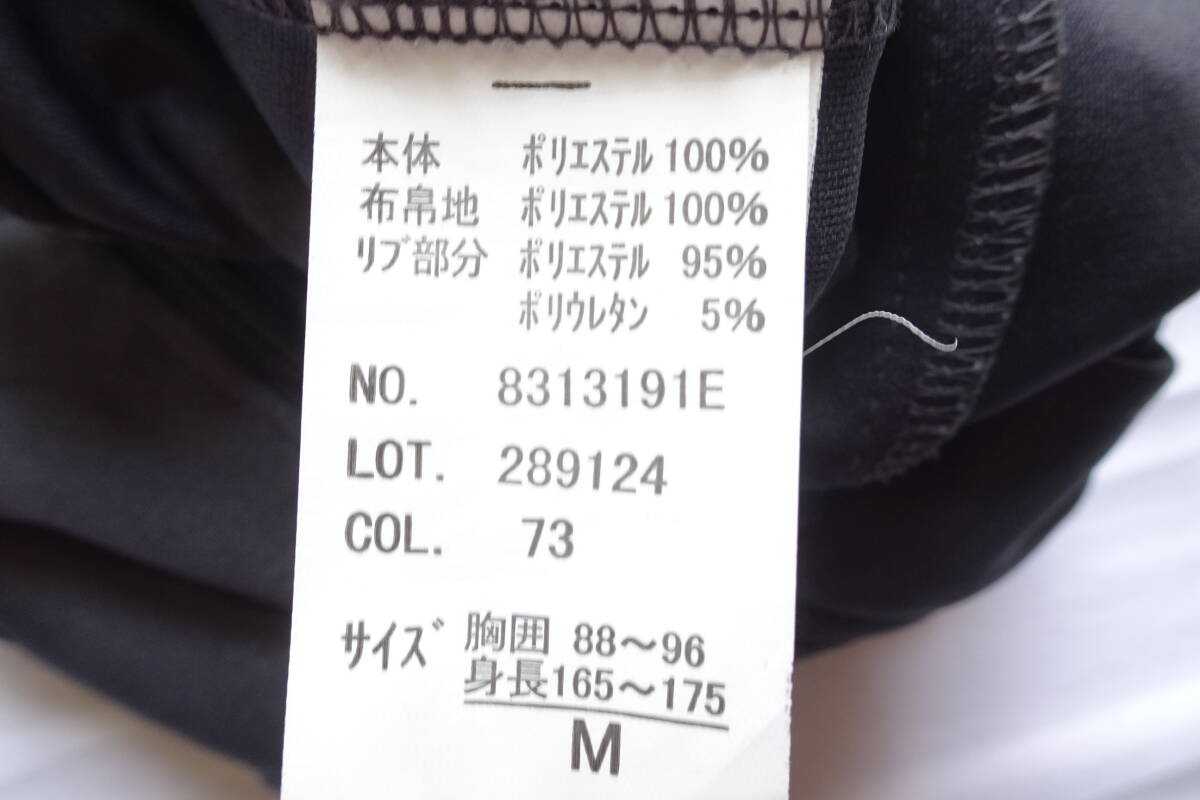 本体 ポリエステル 100%
布帛地 ポリエステル 100%
リブ部分 ポリエステル 95%
ポリウレタン 5%
NO. 8313191E
LOT. 289124
COL. 73
サイズ 胸囲 88~96
身長165~175
M